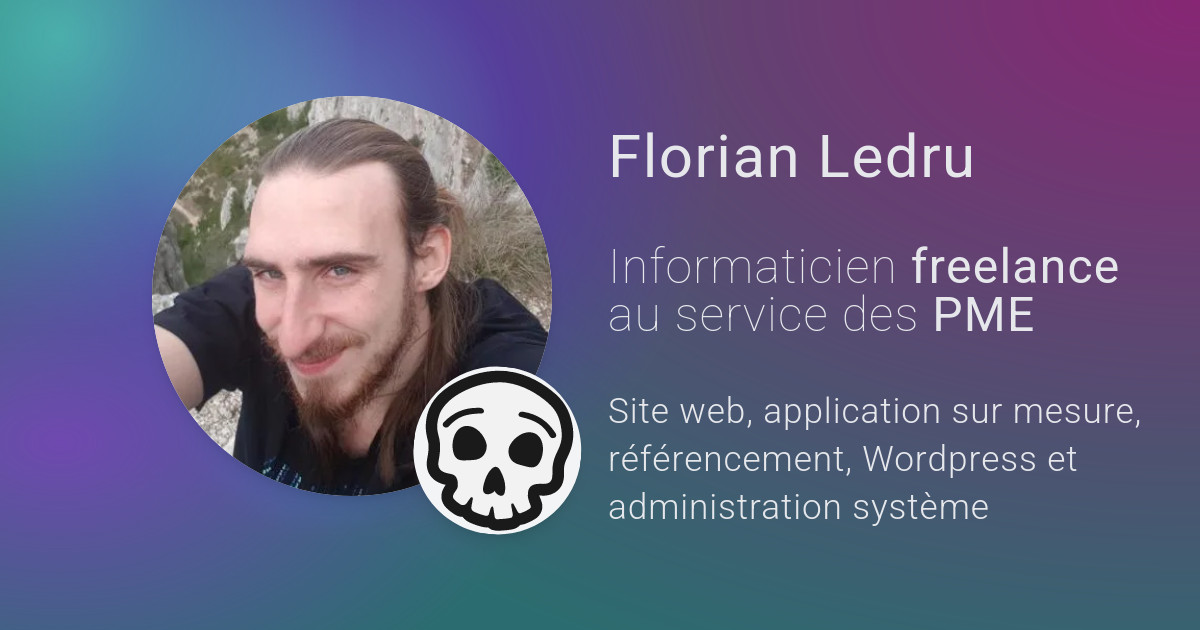 Florian Ledru
Informaticien freelance
au service des PME
Site web, application sur mesure,
référencement, Wordpress et
administration système